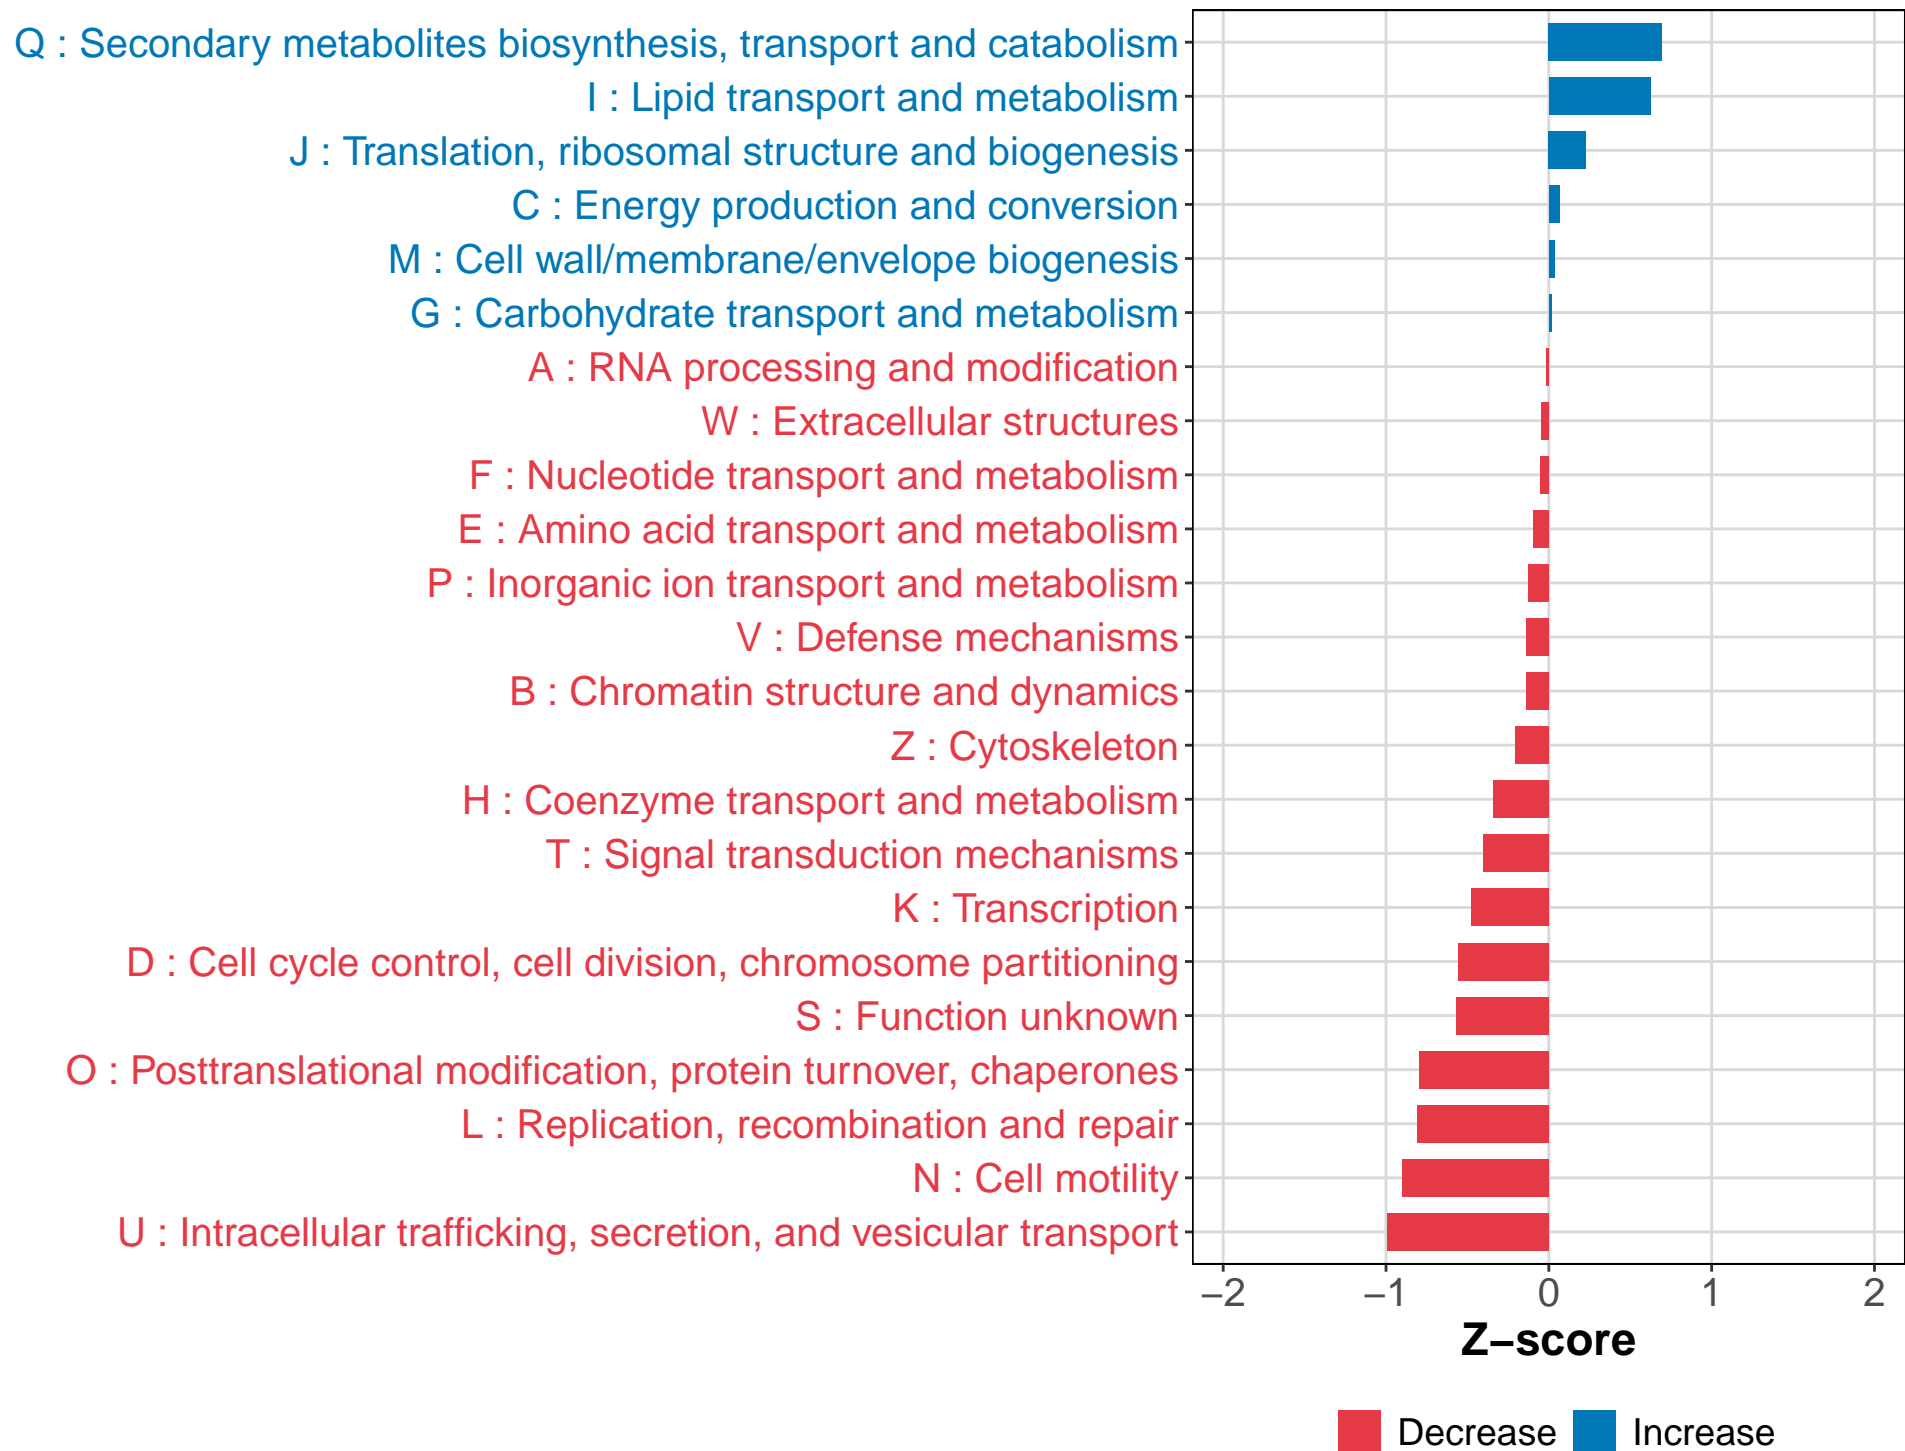 Q : Secondary metabolites biosynthesis, transport and catabolism
I : Lipid transport and metabolism
J : Translation, ribosomal structure and biogenesis
C : Energy production and conversion
M : Cell wall/membrane/envelope biogenesis
G : Carbohydrate transport and metabolism
A : RNA processing and modification
W : Extracellular structures
F : Nucleotide transport and metabolism
E : Amino acid transport and metabolism
P : Inorganic ion transport and metabolism
V : Defense mechanisms
B : Chromatin structure and dynamics
Z : Cytoskeleton
H : Coenzyme transport and metabolism
T : Signal transduction mechanisms
K : Transcription
D : Cell cycle control, cell division, chromosome partitioning
S : Function unknown
O : Posttranslational modification, protein turnover, chaperones
L : Replication, recombination and repair
N : Cell motility
U : Intracellular trafficking, secretion, and vesicular transport
−2 −1 0 1 2
Z−score
Decrease Increase